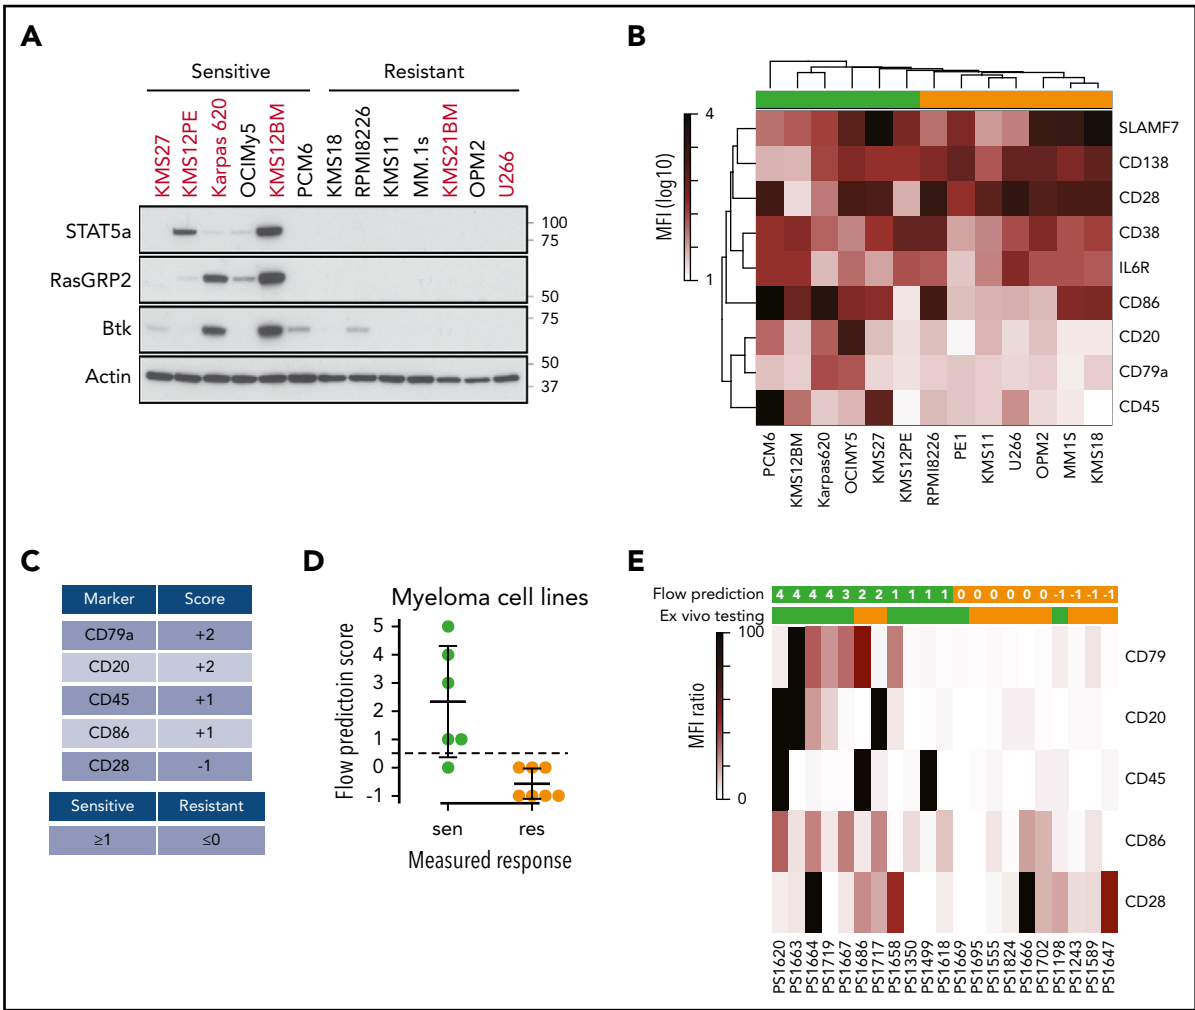 A
Sensitive
Resistant
KMS27
KMS12PE
Karpas 620
OCIMy5
KMS12BM
PCM6
KMS18
RPMI8226
KMS11
MM.1s
KMS21BM
OPM2
U266
STAT5a
100
75
RasGRP2
50
Btk
75
Actin
50
37
B
MFI (log10)
4
1
SLAMF7
CD138
CD28
CD38
IL6R
CD86
CD20
CD79a
CD45
PCM6
KMS12BM
Karpas620
OCIMY5
KMS27
KMS12PE
RPMI8226
PE1
KMS11
U266
OPM2
MM1S
KMS18
C
Marker Score
CD79a +2
CD20 +2
CD45 +1
CD86 +1
CD28 -1
Sensitive Resistant
≥1 ≤0
D
Myeloma cell lines
Flow predictoin score
5
4
3
2
1
0
-1
sen res
Measured response
E
Flow prediction 4 4 4 4 3 2 2 1 1 1 1 0 0 0 0 0 0 -1 -1 -1 -1
Ex vivo testing
MFI ratio
100
0
CD79
CD20
CD45
CD86
CD28
PS1620
PS1663
PS1664
PS1719
PS1667
PS1686
PS1717
PS1658
PS1350
PS1499
PS1618
PS1669
PS1695
PS1555
PS1824
PS1666
PS1702
PS1198
PS1243
PS1589
PS1647